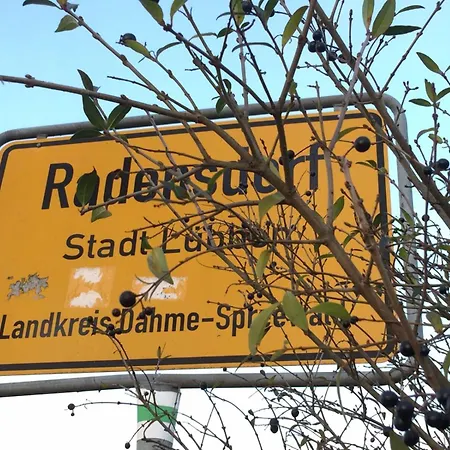 Radensdorf
Stadt Lübben
Landkreis Dahme-Spreewald